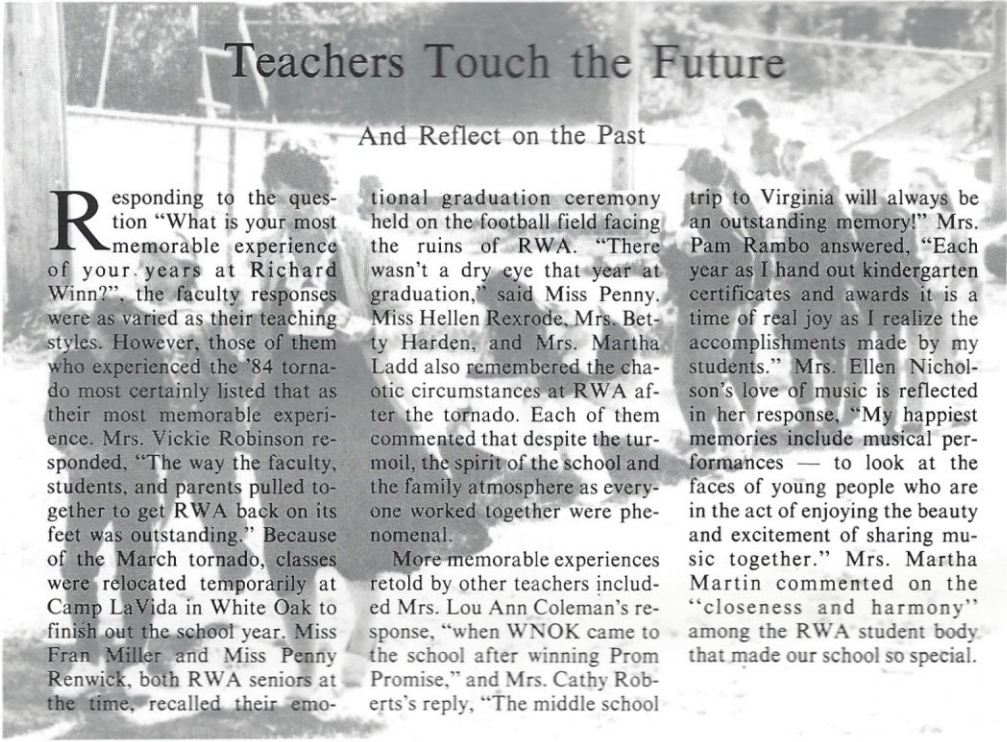 Teachers Touch the Future
And Reflect on the Past
Responding to the ques-
tion “What is your most
memorable experience
of your years at Richard
Winn?”, the faculty responses
were as varied as their teaching
styles. However, those of them
who experienced the '84 torna-
do most certainly listed that as
their most memorable experi-
ence. Mrs. Vickie Robinson re-
sponded, “The way the faculty,
students, and parents pulled to-
gether to get RWA back on its
feet was outstanding.” Because
of the March tornado, classes
were relocated temporarily at
Camp LaVida in White Oak to
finish out the school year. Miss
Fran Miller and Miss Penny
Renwick, both RWA seniors at
the time, recalled their emo-
tional graduation ceremony
held on the football field facing
the ruins of RWA. “There
wasn't a dry eye that year at
graduation,” said Miss Penny.
Miss Hellen Rexrode, Mrs. Bet-
ty Harden, and Mrs. Martha
Ladd also remembered the cha-
otic circumstances at RWA af-
ter the tornado. Each of them
commented that despite the tur-
moil, the spirit of the school and
the family atmosphere as every-
one worked together were phe-
nomenal.
More memorable experiences
retold by other teachers includ-
ed Mrs. Lou Ann Coleman's re-
sponse, “when WNOK came to
the school after winning Prom
Promise,” and Mrs. Cathy Rob-
erts's reply, “The middle school
trip to Virginia will always be
an outstanding memory!” Mrs.
Pam Rambo answered, “Each
year as I hand out kindergarten
certificates and awards it is a
time of real joy as I realize the
accomplishments made by my
students.” Mrs. Ellen Nichol-
son's love of music is reflected
in her response, “My happiest
memories include musical per-
formances — to look at the
faces of young people who are
in the act of enjoying the beauty
and excitement of sharing mu-
sic together.” Mrs. Martha
Martin commented on the
“closeness and harmony”
among the RWA student body
that made our school so special.